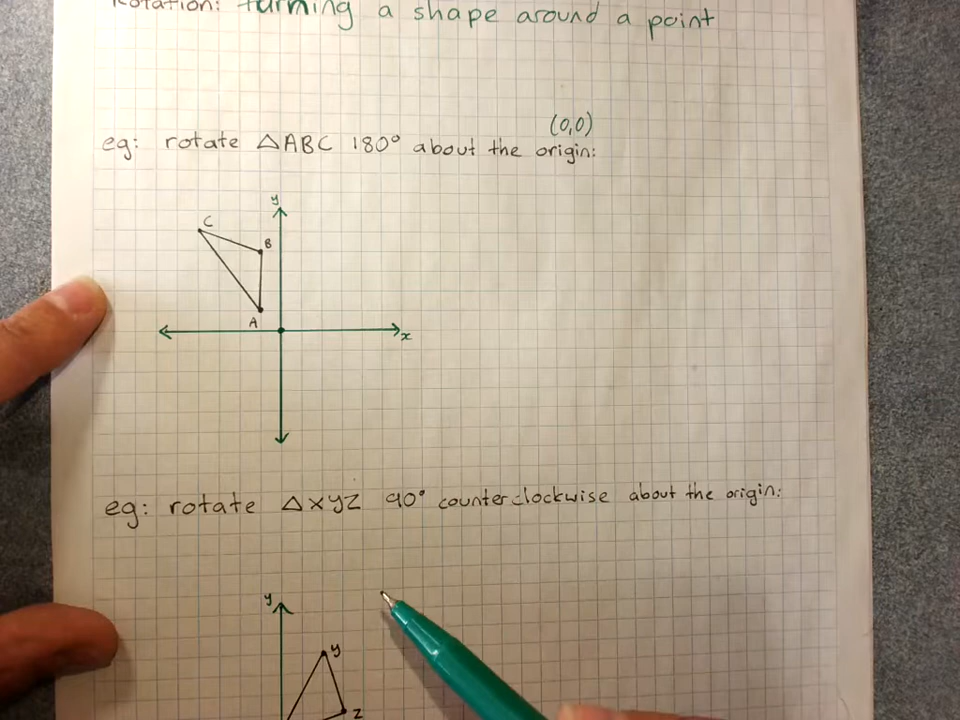 Rotation: turning a shape around a point
(0,0)
eg: rotate △ABC 180° about the origin:
y
C
B
A
x
eg: rotate △XYZ 90° counterclockwise about the origin:
y
y
Z